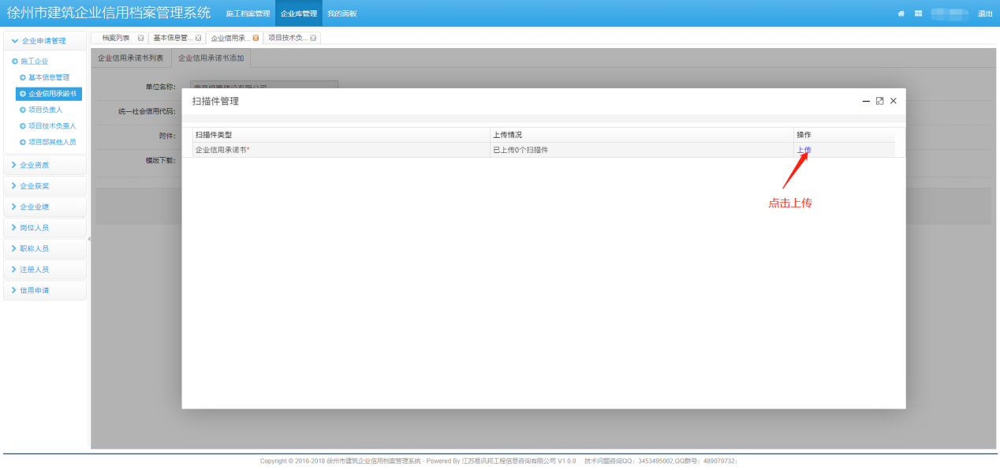 徐州市建筑企业信用档案管理系统 施工档案管理 企业库管理 我的面板 退出
企业申请管理
施工企业
基本信息管理
企业信用承诺书
项目负责人
项目技术负责人
项目部其他人员
企业资质
企业获奖
企业业绩
岗位人员
职称人员
注册人员
信用申请
档案列表 基本信息管... 企业信用承... 项目技术负...
企业信用承诺书列表 企业信用承诺书添加
单位名称:
统一社会信用代码:
附件:
模版下载:
扫描件管理
扫描件类型 上传情况 操作
企业信用承诺书* 已上传0个扫描件 上传
点击上传
Copyright © 2016-2018 徐州市建筑企业信用档案管理系统 - Powered By 江苏易讯邦工程信息咨询有限公司 V1.0.0 技术问题咨询QQ：3453495002,QQ群号：489070732；